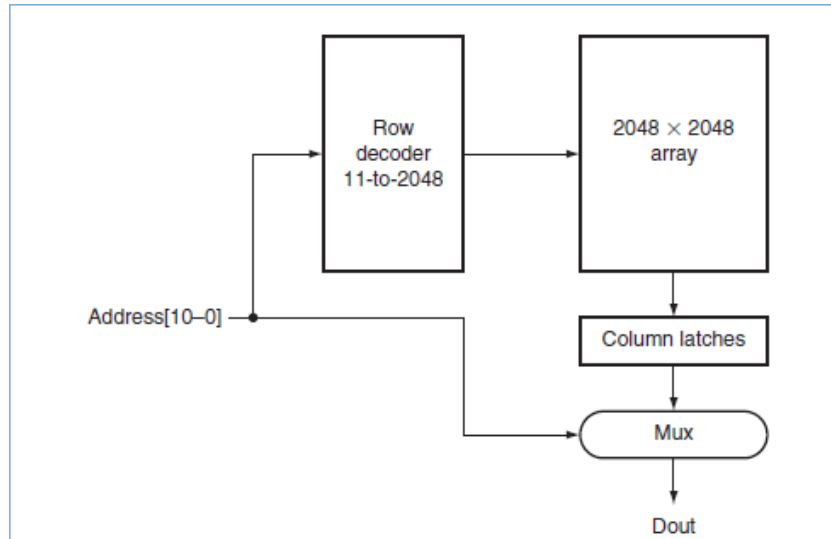 Row
decoder
11-to-2048
2048 × 2048
array
Address[10–0]
Column latches
Mux
Dout